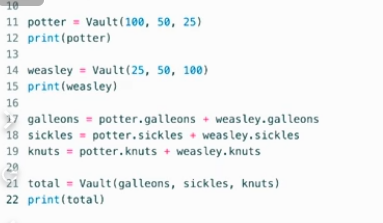 10
11 potter = Vault(100, 50, 25)
12 print(potter)
13
14 weasley = Vault(25, 50, 100)
15 print(weasley)
16
17 galleons = potter.galleons + weasley.galleons
18 sickles = potter.sickles + weasley.sickles
19 knuts = potter.knuts + weasley.knuts
20
21 total = Vault(galleons, sickles, knuts)
22 print(total)